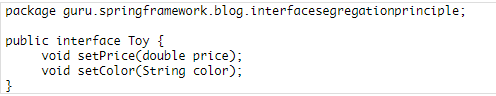 package guru.springframework.blog.interfacesegregationprinciple;
public interface Toy {
void setPrice(double price);
void setColor(String color);
}